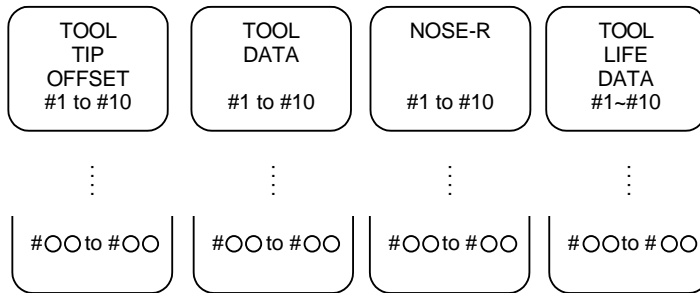 TOOL
TIP
OFFSET
#1 to #10
TOOL
DATA
#1 to #10
NOSE-R
#1 to #10
TOOL
LIFE
DATA
#1~#10
#○○ to #○○
#○○ to #○○
#○○ to #○○
#○○ to #○○